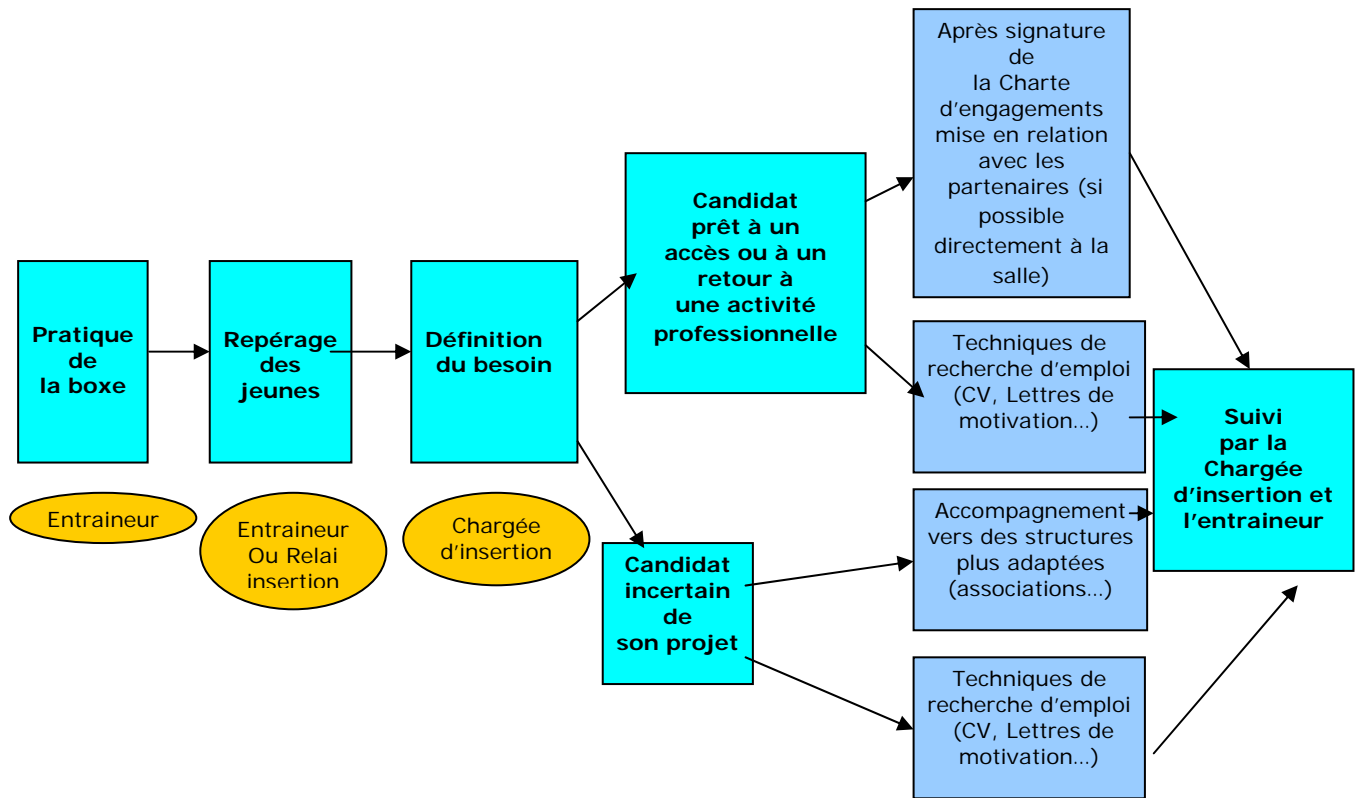 Pratique
de
la boxe
Entraineur
Repérage
des
jeunes
Entraineur
Ou Relai
insertion
Définition
du besoin
Chargée
d'insertion
Candidat
prêt à un
accès ou à un
retour à
une activité
professionnelle
Candidat
incertain
de
son projet
Après signature
de
la Charte
d'engagements
mise en relation
avec les
partenaires (si
possible
directement à la
salle)
Techniques de
recherche d'emploi
(CV, Lettres de
motivation…)
Accompagnement
vers des structures
plus adaptées
(associations…)
Techniques de
recherche d'emploi
(CV, Lettres de
motivation…)
Suivi
par la
Chargée
d'insertion et
l'entraineur